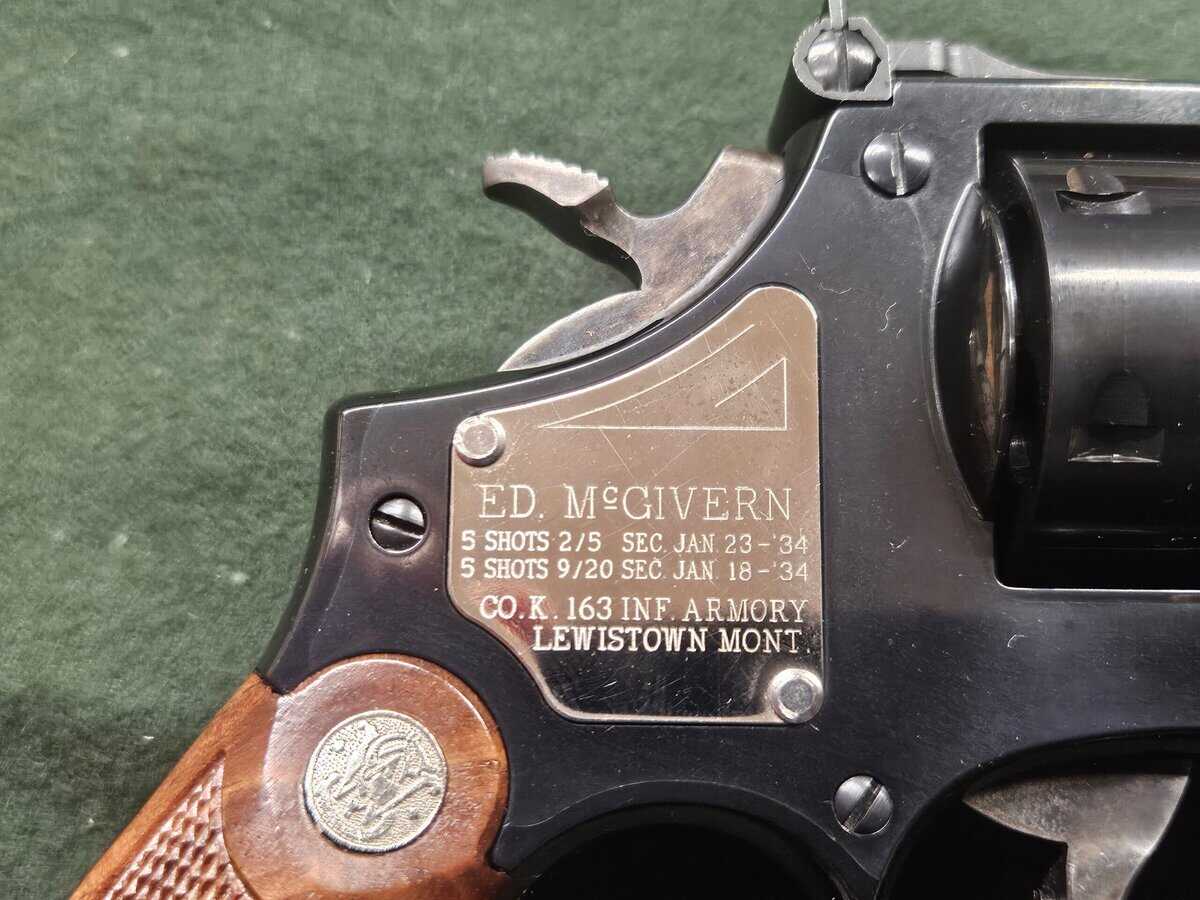 ED. McGIVERN
5 SHOTS 2/5 SEC. JAN. 23-'34
5 SHOTS 9/20 SEC. JAN. 18-'34
CO.K. 163 INF. ARMORY
LEWISTOWN MONT.